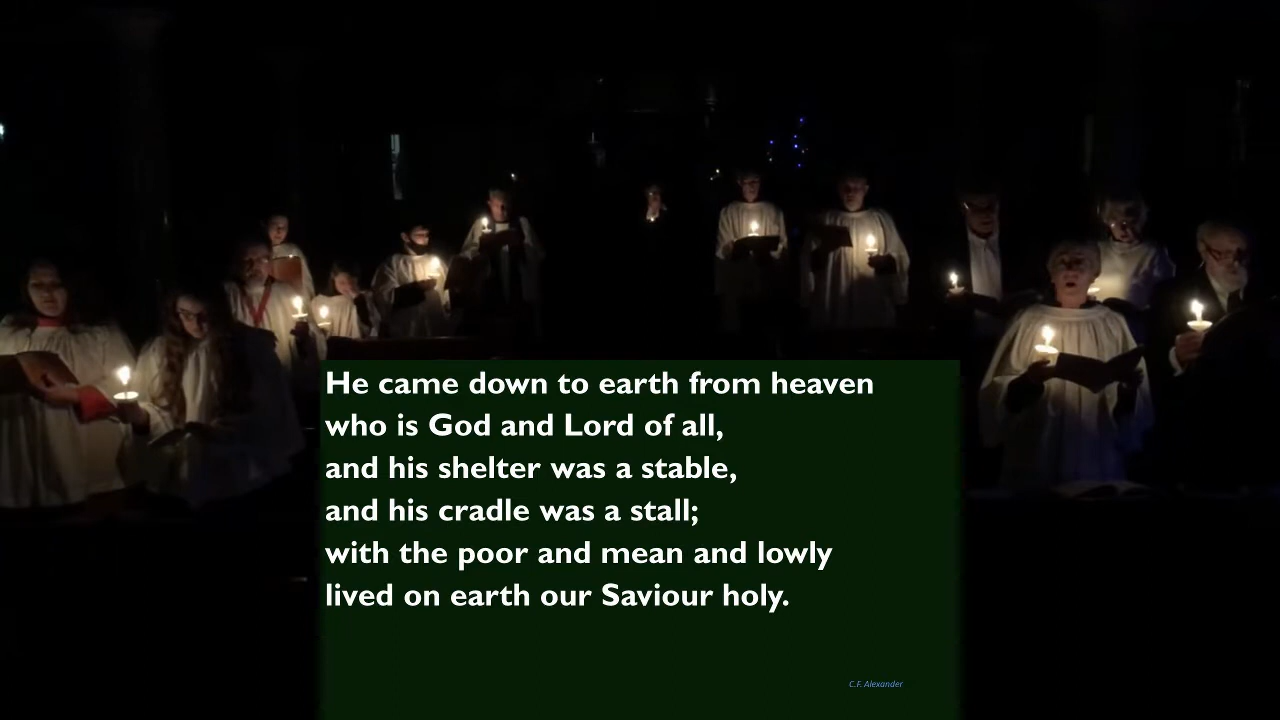 He came down to earth from heaven
who is God and Lord of all,
and his shelter was a stable,
and his cradle was a stall;
with the poor and mean and lowly
lived on earth our Saviour holy.
C.F. Alexander